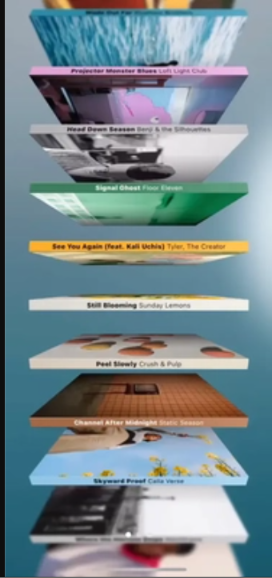 Projector Monster Blues Loft Light Club
Head Down Season Benji & the Silhouettes
Signal Ghost Floor Eleven
See You Again (feat. Kali Uchis) Tyler, The Creator
Still Blooming Sunday Lemons
Peel Slowly Crush & Pulp
Channel After Midnight Static Season
Skyward Proof Calla Verse